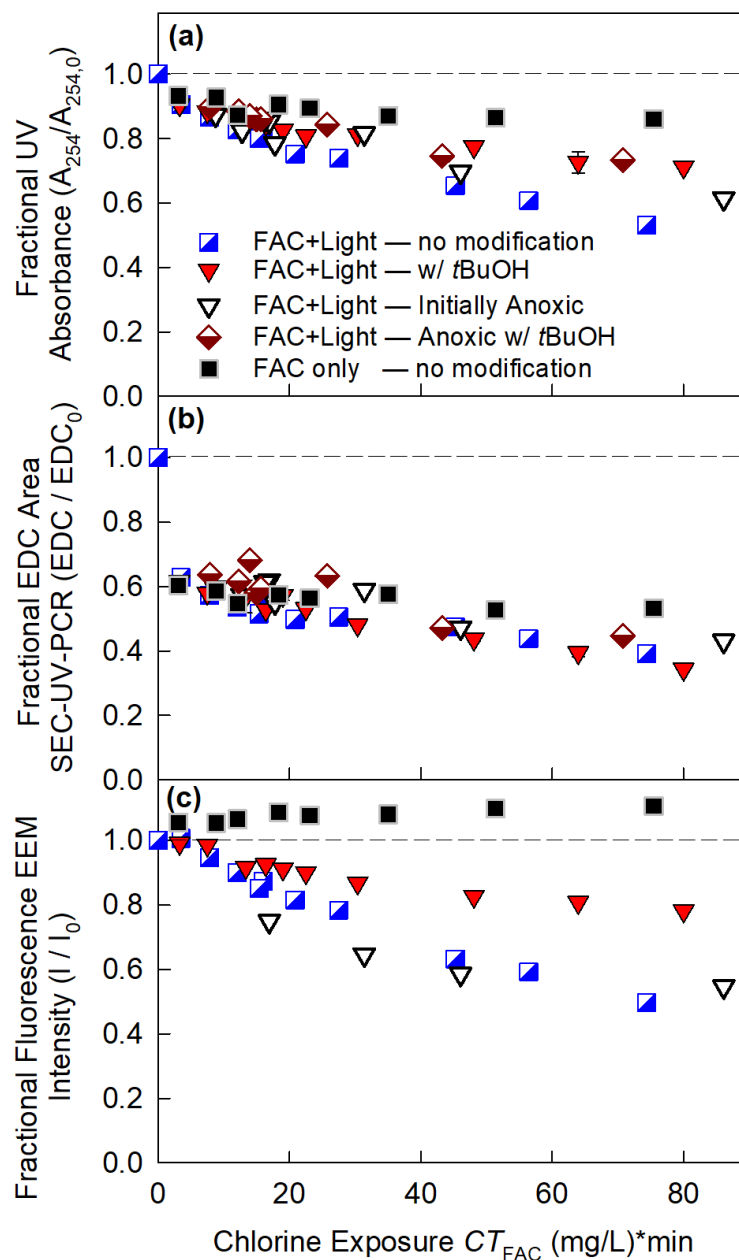 (a)
1.0
0.8
0.6
0.4
0.2
0.0
Fractional UV
Absorbance (A254/A254,0)
FAC+Light — no modification
FAC+Light — w/ tBuOH
FAC+Light — Initially Anoxic
FAC+Light — Anoxic w/ tBuOH
FAC only — no modification
(b)
1.0
0.8
0.6
0.4
0.2
0.0
Fractional EDC Area
SEC-UV-PCR (EDC / EDC0)
(c)
1.0
0.8
0.6
0.4
0.2
0.0
Fractional Fluorescence EEM
Intensity (I / I0)
0 20 40 60 80
Chlorine Exposure CTFAC (mg/L)*min